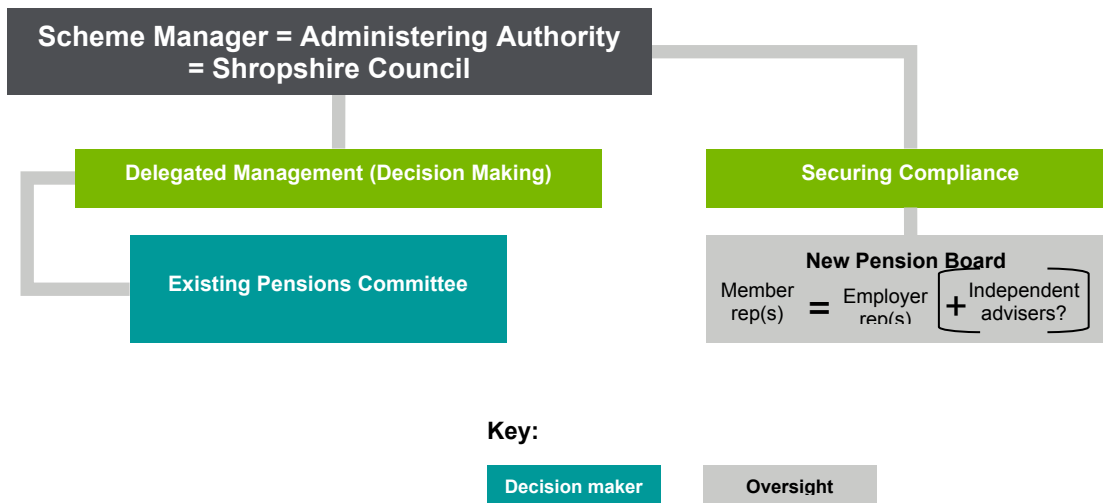 Scheme Manager = Administering Authority
= Shropshire Council
Delegated Management (Decision Making)
Securing Compliance
Existing Pensions Committee
New Pension Board
Member
rep(s)
=
Employer
rep(s)
+
Independent
advisers?
Key:
Decision maker
Oversight